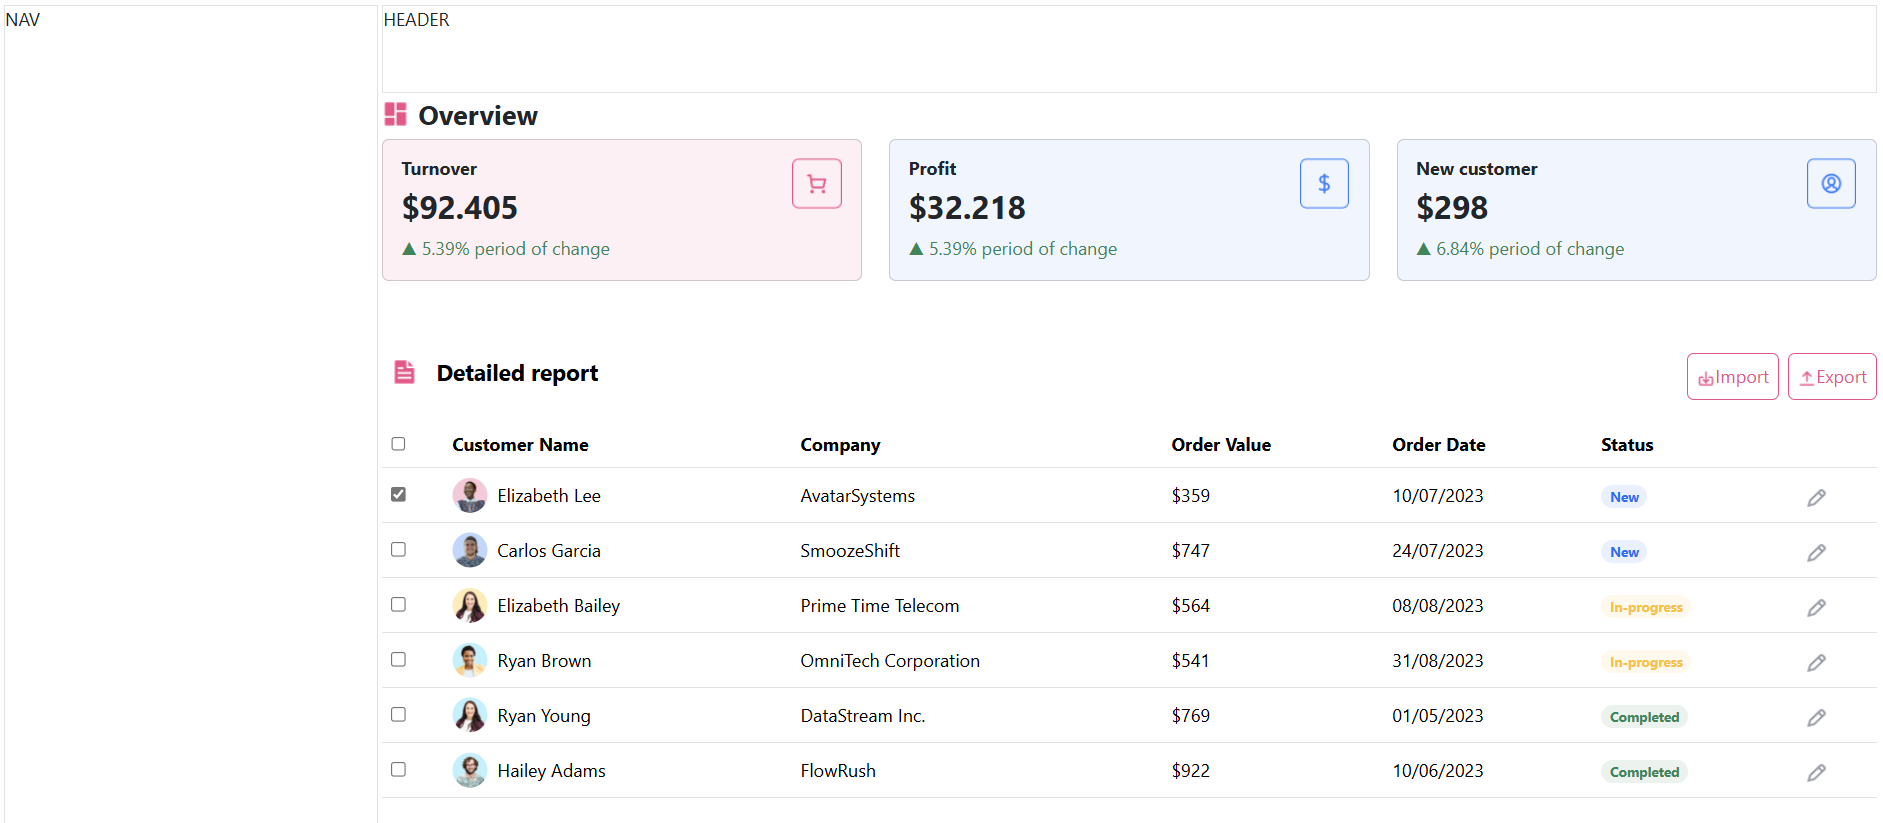 NAV
HEADER
Overview
Turnover
$92.405
▲ 5.39% period of change
Profit
$32.218
▲ 5.39% period of change
New customer
$298
▲ 6.84% period of change
Detailed report
Import Export
Customer Name Company Order Value Order Date Status
Elizabeth Lee AvatarSystems $359 10/07/2023 New
Carlos Garcia SmoozeShift $747 24/07/2023 New
Elizabeth Bailey Prime Time Telecom $564 08/08/2023 In-progress
Ryan Brown OmniTech Corporation $541 31/08/2023 In-progress
Ryan Young DataStream Inc. $769 01/05/2023 Completed
Hailey Adams FlowRush $922 10/06/2023 Completed